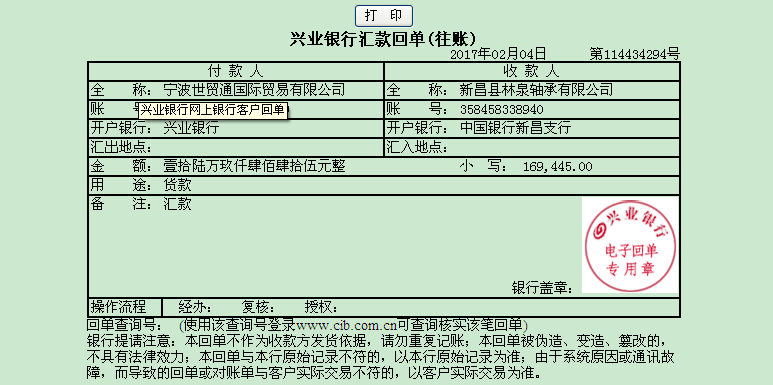 打 印
兴业银行汇款回单(往账)
2017年02月04日 第114434294号
付款人 收款人
全 称：宁波世贸通国际贸易有限公司 全 称：新昌县林泉轴承有限公司
账 兴业银行网上银行客户回单 账 号：358458338940
开户银行：兴业银行 开户银行：中国银行新昌支行
汇出地点： 汇入地点：
金 额：壹拾陆万玖仟肆佰肆拾伍元整 小 写： 169,445.00
用 途：货款
备 注：汇款
兴业银行
电子回单
专用章
银行盖章：
操作流程 经办： 复核： 授权：
回单查询号： (使用该查询号登录www.cib.com.cn可查询核实该笔回单)
银行提请注意：本回单不作为收款方发货依据，请勿重复记账；本回单被伪造、变造、篡改的，
不具有法律效力；本回单与本行原始记录不符的，以本行原始记录为准；由于系统原因或通讯故
障，而导致的回单或对账单与客户实际交易不符的，以客户实际交易为准。